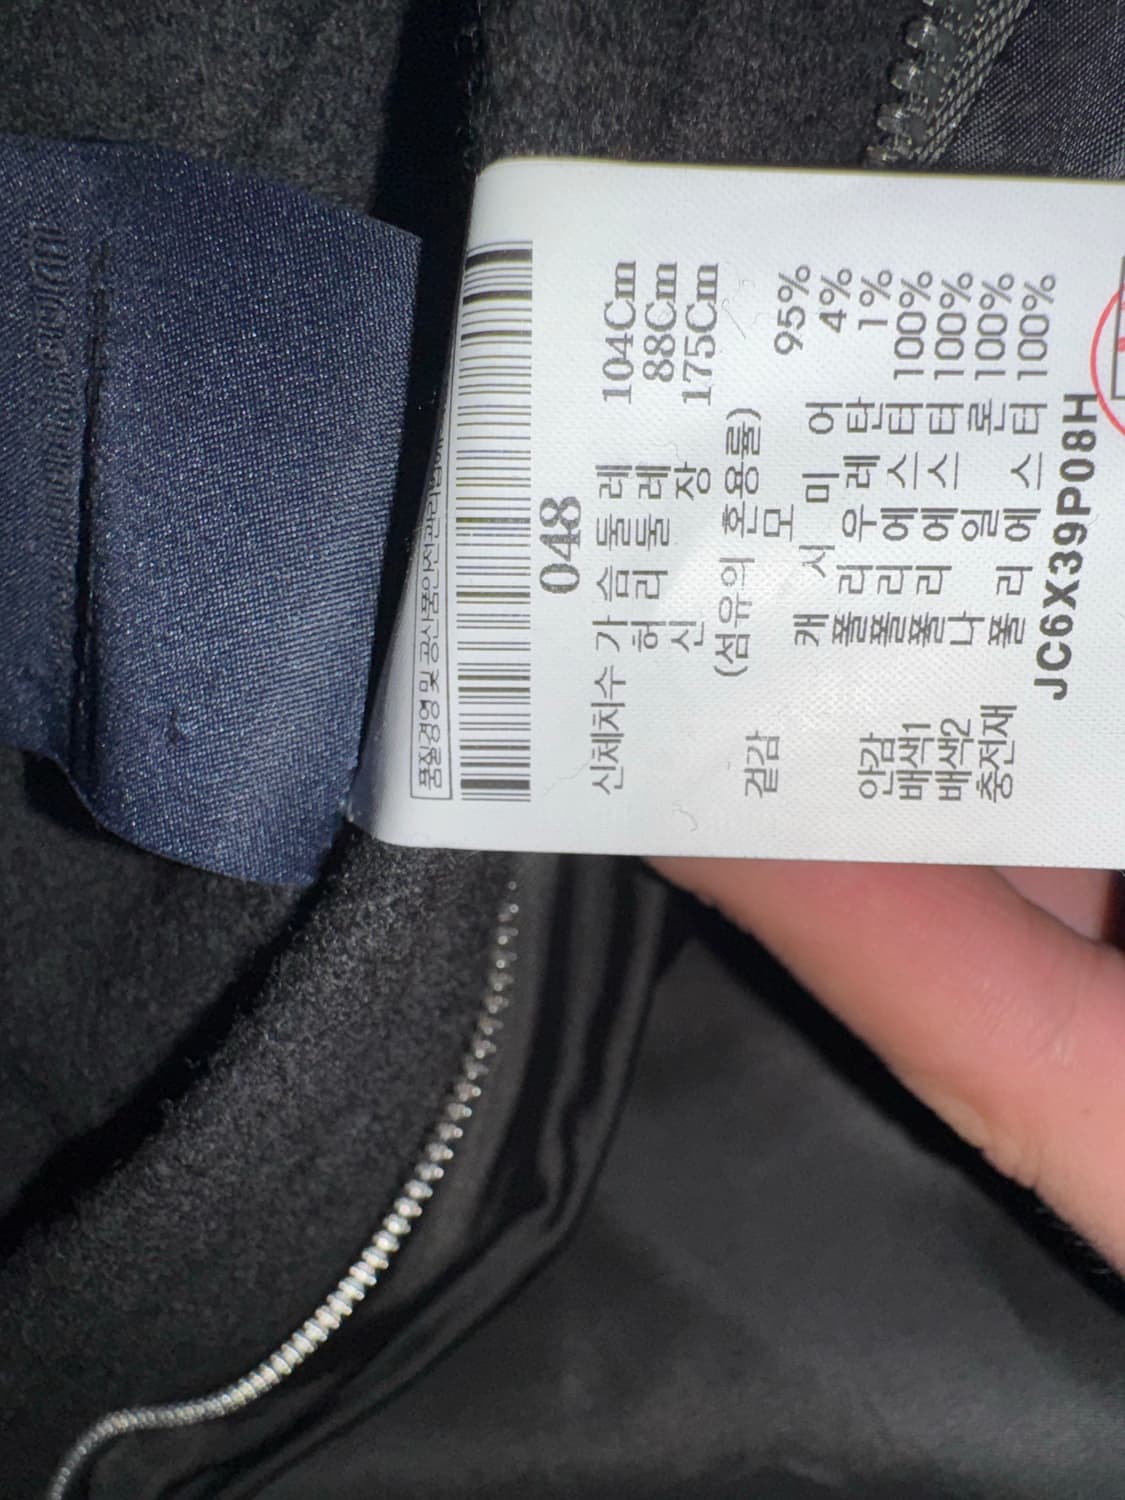 품질경영 및 공산품안전관리법에
048
신체치수 가슴둘레 104Cm
허리둘레 88Cm
신장 175Cm
(섬유의 혼용률)
겉감 모 95%
캐시미어 4%
폴리우레탄 1%
안감 폴리에스터 100%
배색1 폴리에스터 100%
배색2 나일론 100%
충전재 폴리에스터 100%
JC6X39P08H